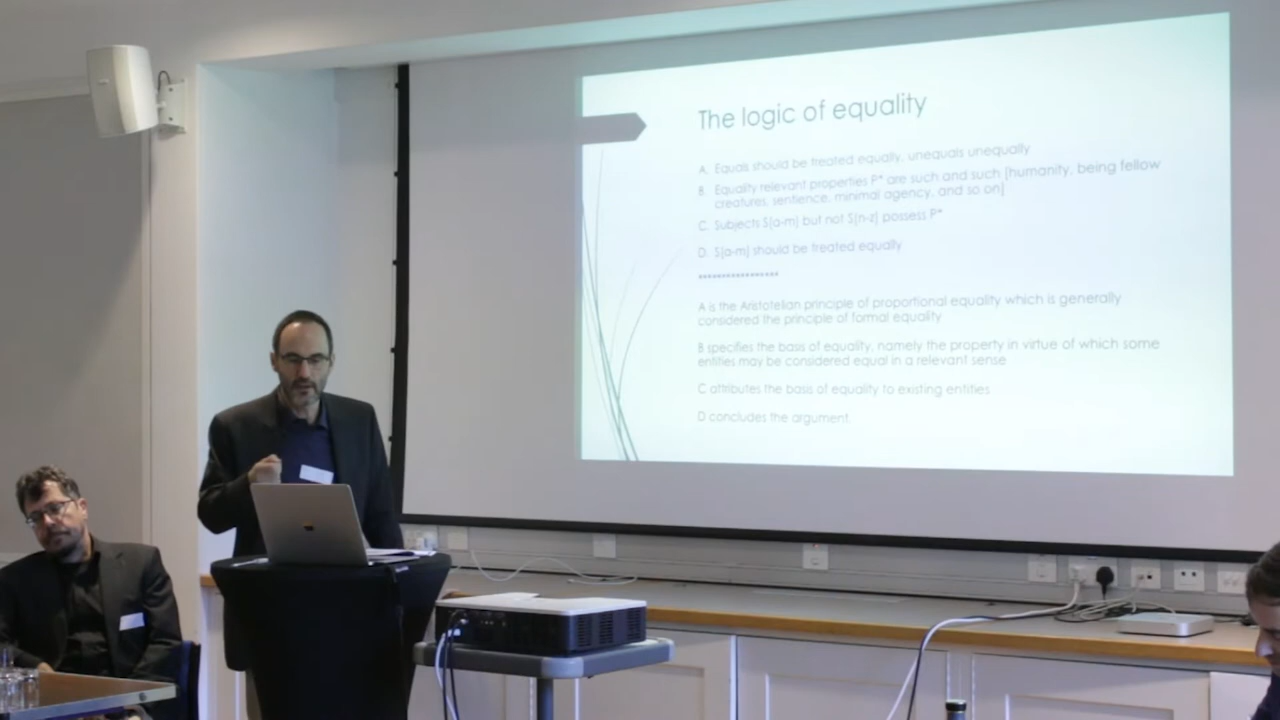 The logic of equality
A. Equals should be treated equally, unequals unequally
B. Equality relevant properties P* are such and such [humanity, being fellow
creatures, sentience, minimal agency, and so on]
C. Subjects S[a-m] but not S[n-z] possess P*
D. S[a-m] should be treated equally
****************
A is the Aristotelian principle of proportional equality which is generally
considered the principle of formal equality
B specifies the basis of equality, namely the property in virtue of which some
entities may be considered equal in a relevant sense
C attributes the basis of equality to existing entities
D concludes the argument.